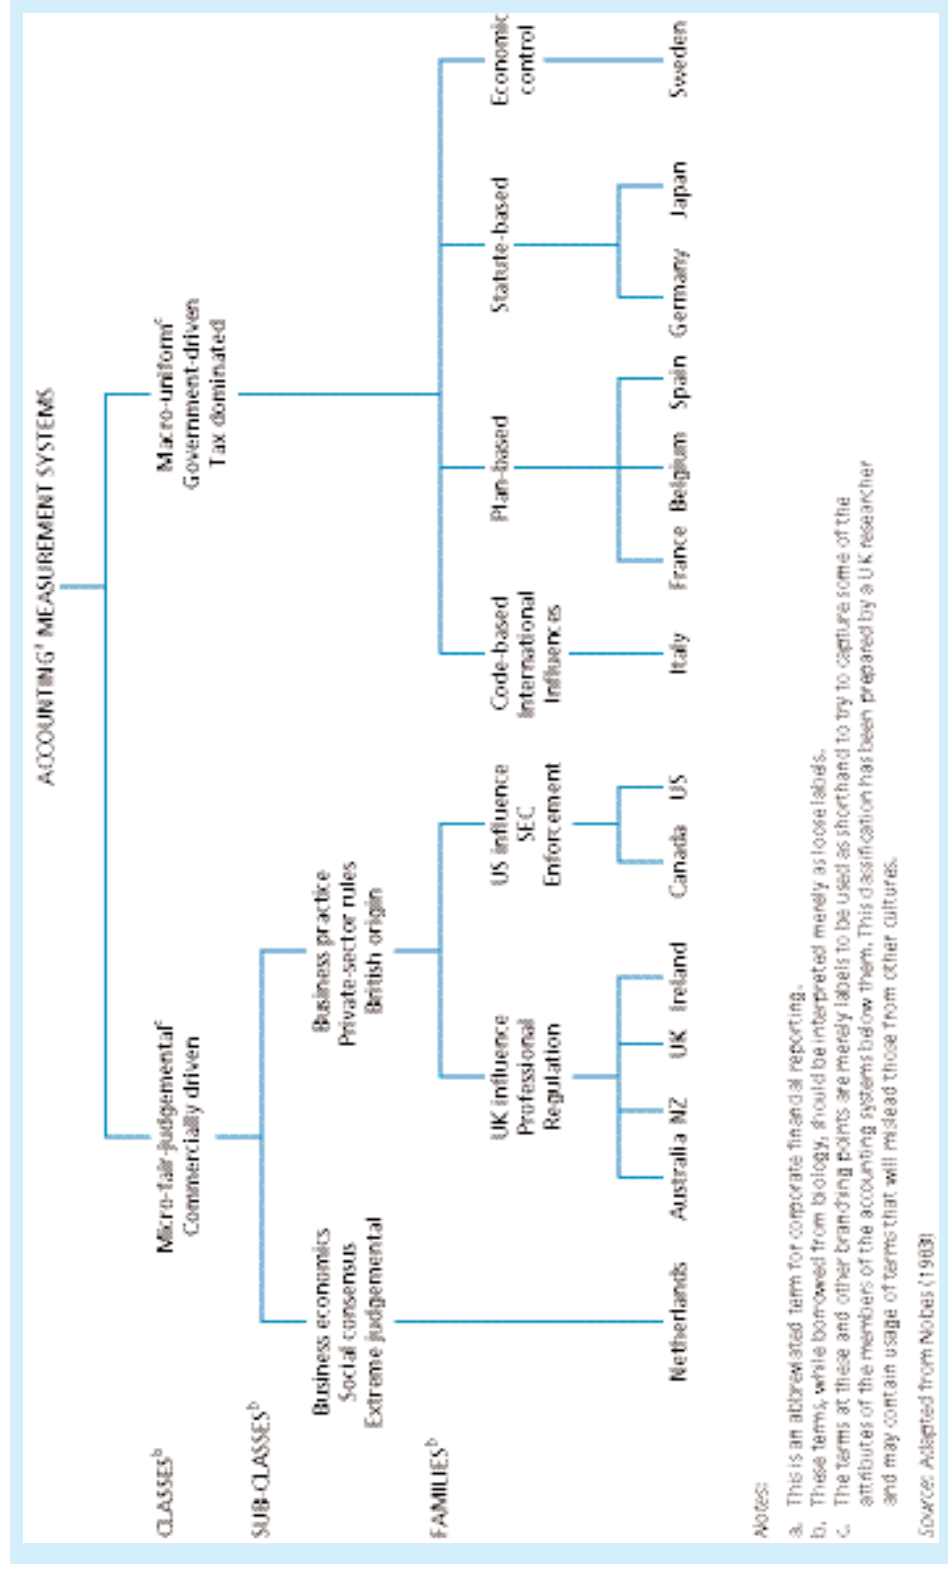 ACCOUNTINGᵃ MEASUREMENT SYSTEMS
CLASSESᵇ
Micro-fair-judgementalᶜ
Commercially driven
Macro-uniformᶜ
Government-driven
Tax dominated
SUB-CLASSESᵇ
Business economics
Social consensus
Extreme judgemental
Business practice
Private-sector rules
British origin
FAMILIESᵇ
UK influence
Professional
Regulation
US influence
SEC
Enforcement
Code-based
International
Influences
Plan-based
Statute-based
Economic
control
Netherlands
Australia NZ UK Ireland
Canada US
Italy
France Belgium Spain
Germany Japan
Sweden
Notes:
a. This is an abbreviated term for corporate financial reporting.
b. These terms, while borrowed from biology, should be interpreted merely as loose labels.
c. The terms at these and other branching points are merely labels to be used as shorthand to try to capture some of the
attributes of the members of the accounting systems below them. This classification has been prepared by a UK researcher
and may contain usage of terms that will mislead those from other cultures.
Source: Adapted from Nobes (1983)